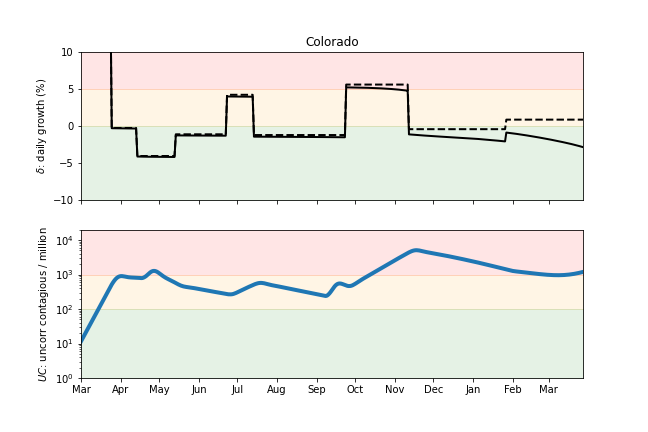 Colorado
δ: daily growth (%)
10
5
0
−5
−10
UC: uncorr contagious / million
10⁴
10³
10²
10¹
10⁰
Mar Apr May Jun Jul Aug Sep Oct Nov Dec Jan Feb Mar